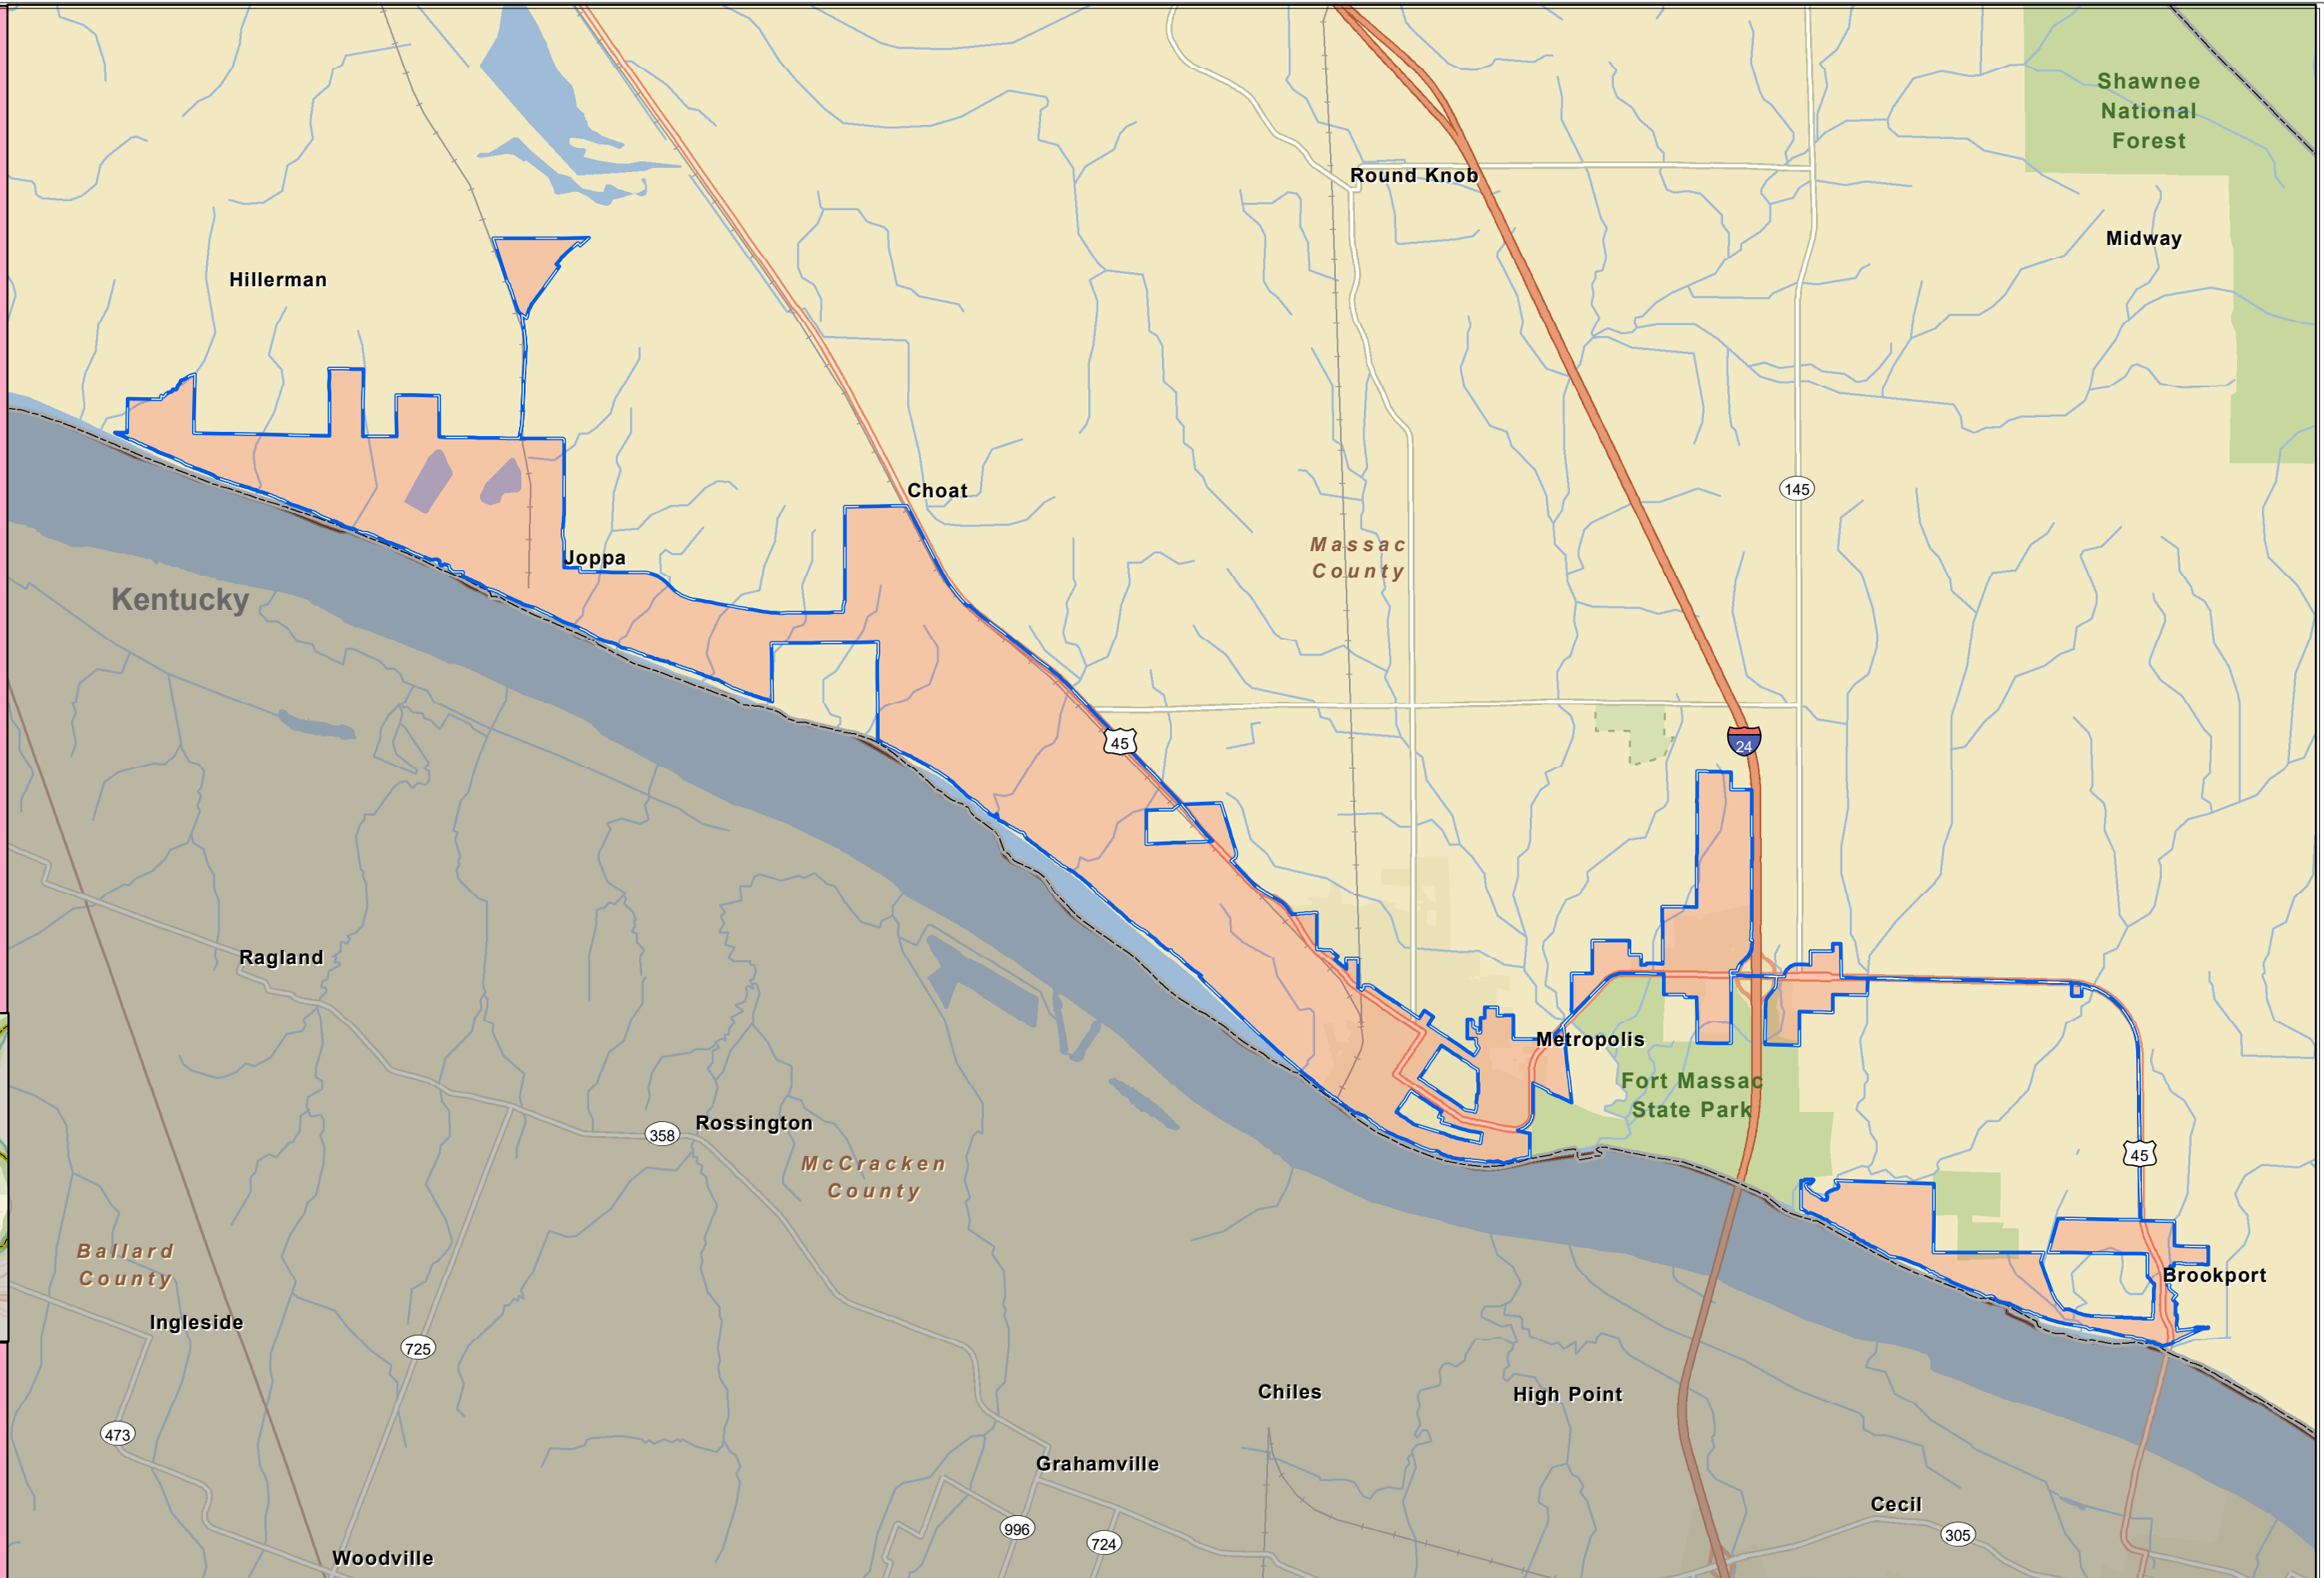 Shawnee
National
Forest
Round Knob
Midway
Hillerman
Choat
145
Massac
County
Joppa
Kentucky
45
24
Ragland
Metropolis
Fort Massac
State Park
Rossington
358
45
McCracken
County
Ballard
County
Brookport
Ingleside
725
Chiles
High Point
473
Grahamville
Cecil
996
724
305
Woodville